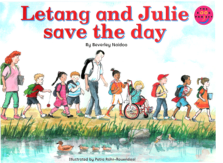 Letang and Julie
save the day
By Beverley Naidoo
Illustrated by Petra Röhr-Rouendaal